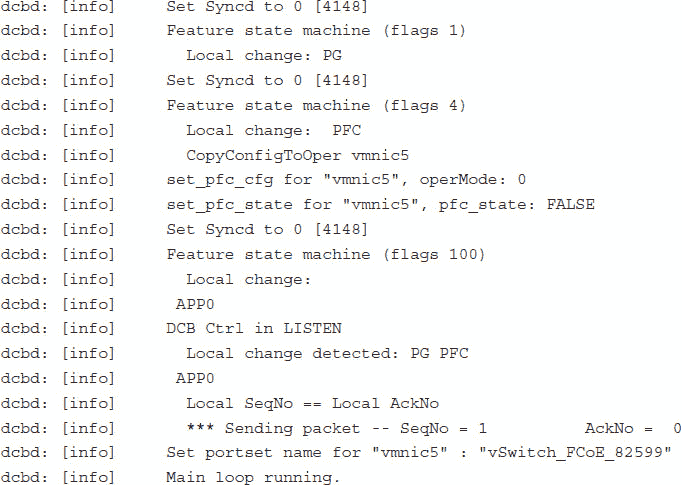 dcbd: [info]     Set Syncd to 0 [4148]
dcbd: [info]     Feature state machine (flags 1)
dcbd: [info]       Local change: PG
dcbd: [info]     Set Syncd to 0 [4148]
dcbd: [info]     Feature state machine (flags 4)
dcbd: [info]       Local change:  PFC
dcbd: [info]       CopyConfigToOper vmnic5
dcbd: [info]     set_pfc_cfg for "vmnic5", operMode: 0
dcbd: [info]     set_pfc_state for "vmnic5", pfc_state: FALSE
dcbd: [info]     Set Syncd to 0 [4148]
dcbd: [info]     Feature state machine (flags 100)
dcbd: [info]       Local change:
dcbd: [info]      APP0
dcbd: [info]     DCB Ctrl in LISTEN
dcbd: [info]       Local change detected: PG PFC
dcbd: [info]      APP0
dcbd: [info]       Local SeqNo == Local AckNo
dcbd: [info]       *** Sending packet -- SeqNo = 1          AckNo =  0
dcbd: [info]     Set portset name for "vmnic5" : "vSwitch_FCoE_82599"
dcbd: [info]     Main loop running.